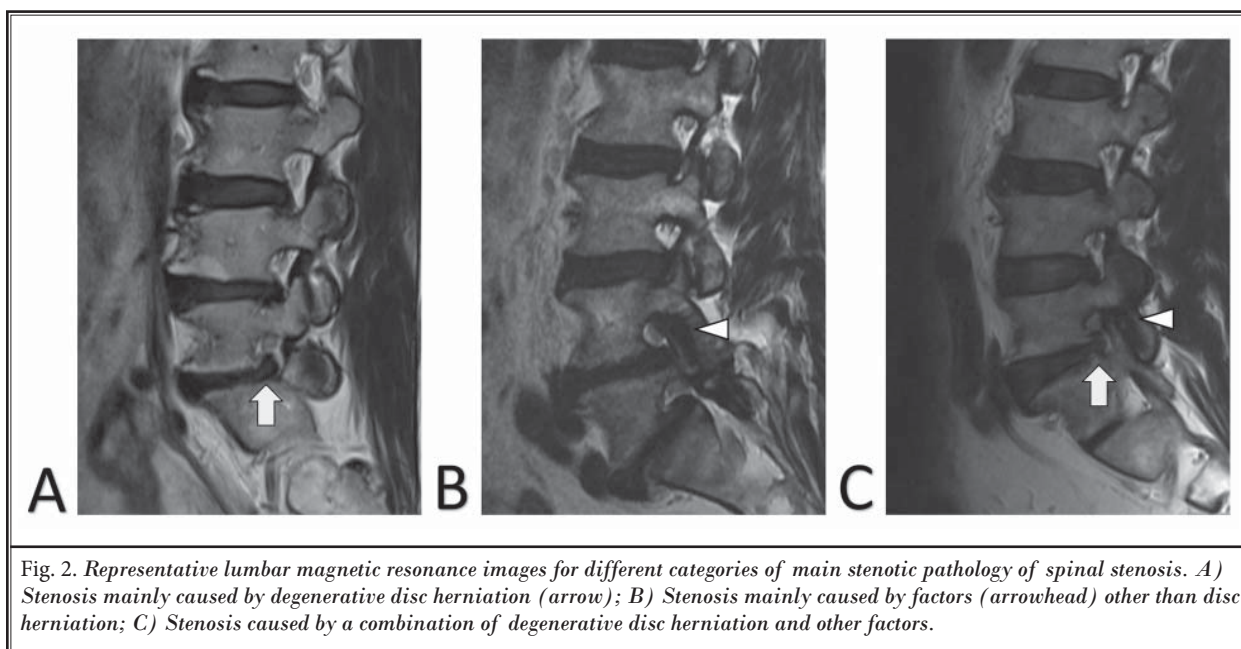 A
B
C
Fig. 2. Representative lumbar magnetic resonance images for different categories of main stenotic pathology of spinal stenosis. A)
Stenosis mainly caused by degenerative disc herniation (arrow); B) Stenosis mainly caused by factors (arrowhead) other than disc
herniation; C) Stenosis caused by a combination of degenerative disc herniation and other factors.